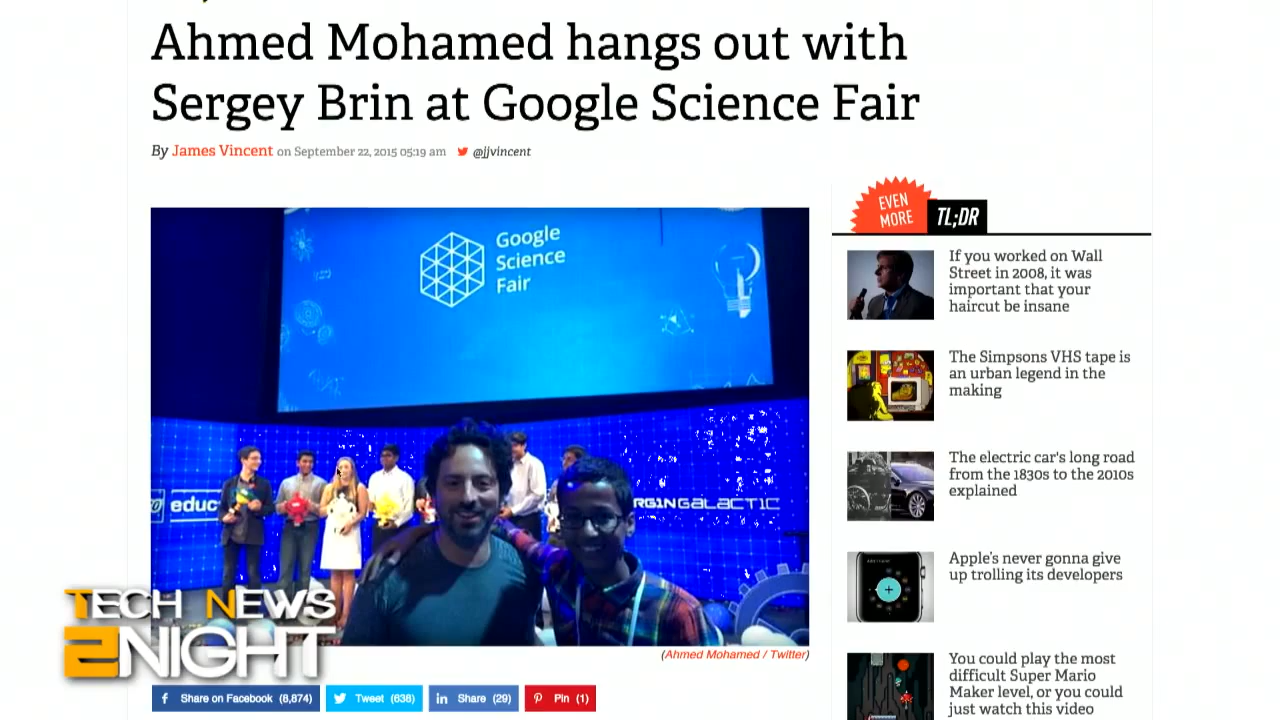 Ahmed Mohamed hangs out with
Sergey Brin at Google Science Fair
By James Vincent on September 22, 2015 05:19 am @jjvincent
Google
Science
Fair
educ
RGINGALACTIC
(Ahmed Mohamed / Twitter)
Share on Facebook (8,874) Tweet (638) Share (29) Pin (1)
EVEN
MORE
TL;DR
If you worked on Wall
Street in 2008, it was
important that your
haircut be insane
The Simpsons VHS tape is
an urban legend in the
making
The electric car's long road
from the 1830s to the 2010s
explained
Apple's never gonna give
up trolling its developers
You could play the most
difficult Super Mario
Maker level, or you could
just watch this video
TECH NEWS
2NIGHT